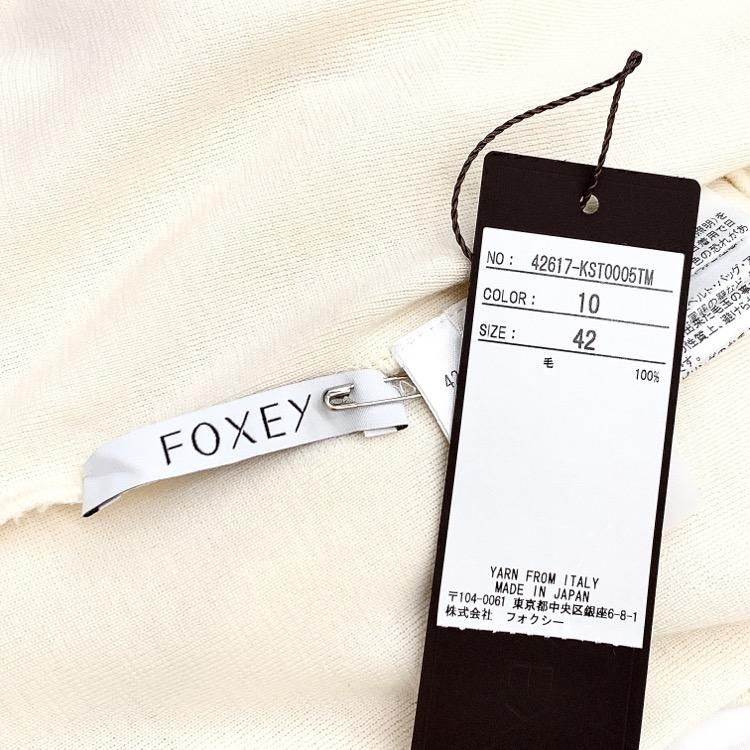 FOXEY
NO: 42617-KST0005TM
COLOR: 10
SIZE: 42
毛 100%
YARN FROM ITALY
MADE IN JAPAN
〒104-0061 東京都中央区銀座6-8-1
株式会社 フォクシー